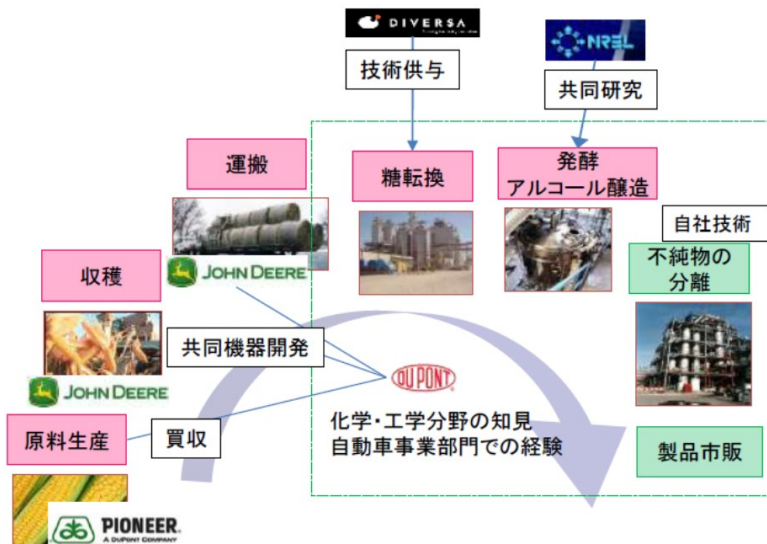 DIVERSA
NREL
技術供与
共同研究
運搬
糖転換
発酵
アルコール醸造
自社技術
不純物の
分離
収穫
JOHN DEERE
共同機器開発
JOHN DEERE
DUPONT
化学・工学分野の知見
自動車事業部門での経験
原料生産
買収
製品市販
PIONEER.
A DUPONT COMPANY